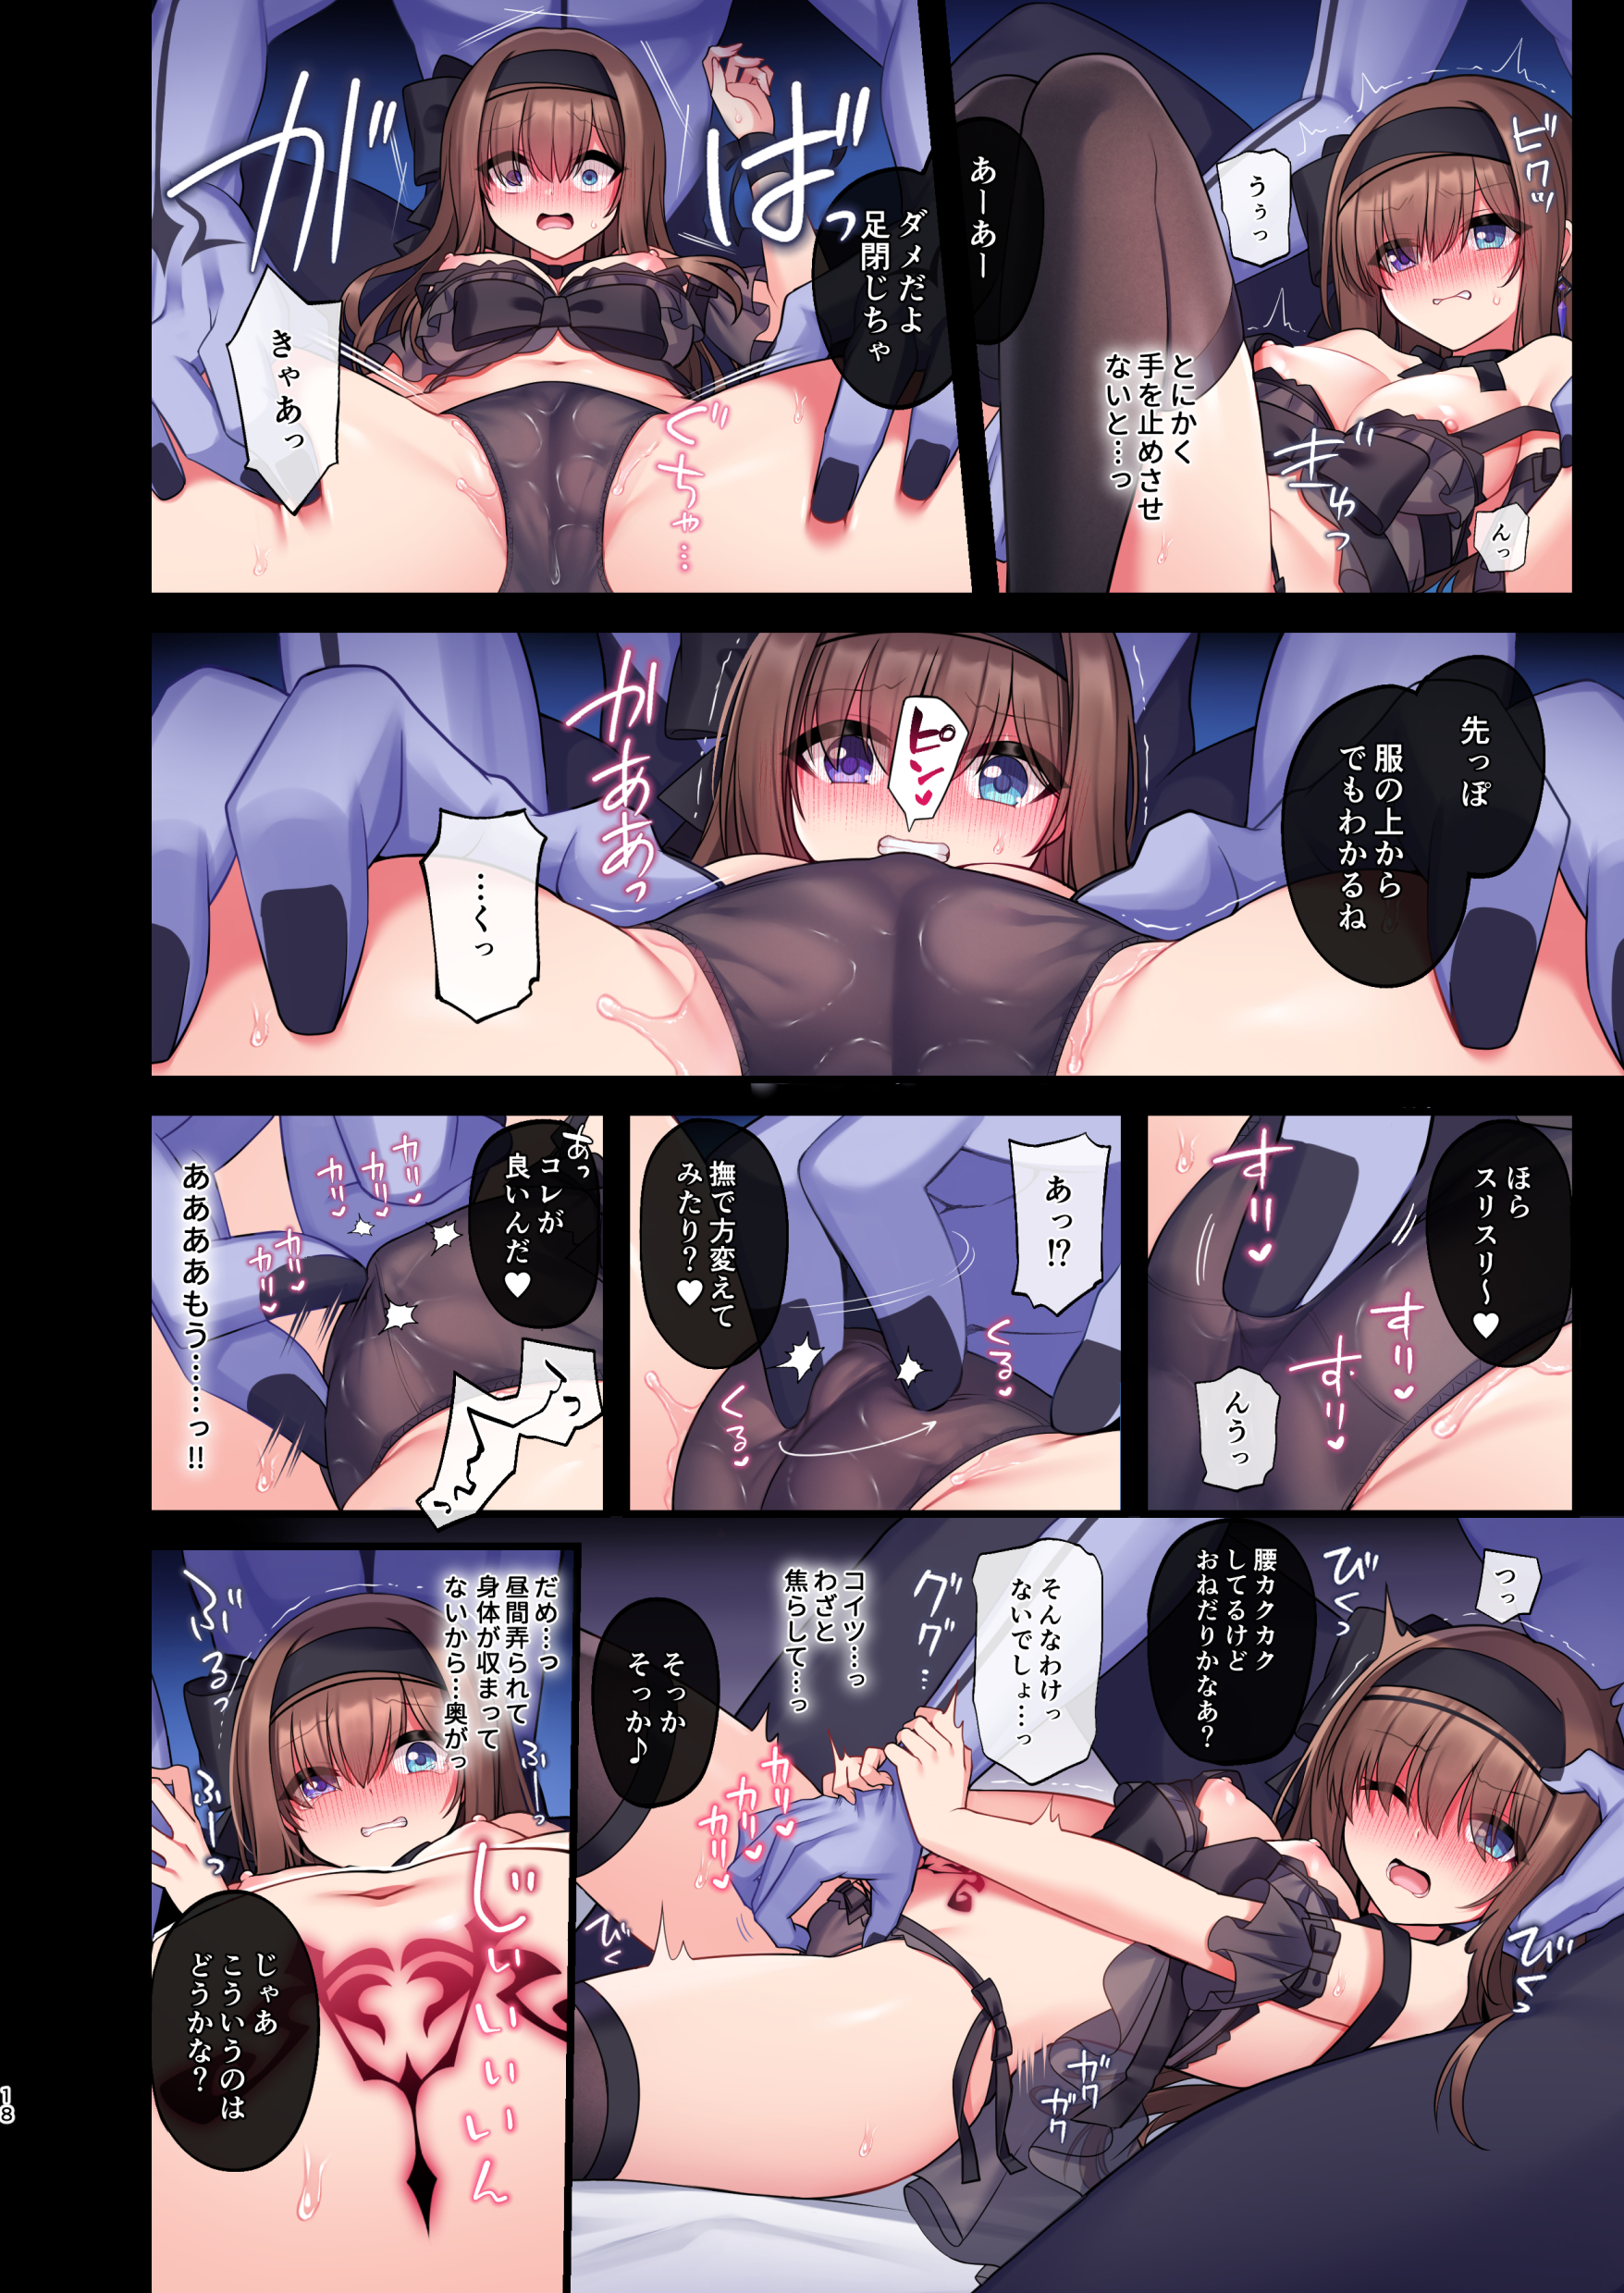 ビクッ
うぅっ
とにかく
手を止めさせ
ないと…っ
ぎゅっ
んっ
あーあー
ダメだよ
足閉じちゃ
がばっ
きゃあっ
ぐちゃ…
先っぽ
服の上から
でもわかるね
ピン♥
かあああっ
…くっ
ほら
スリスリ～♥
すり♥
すり♥
すり♥
んうっ
あっ!?
撫で方変えて
みたり?♥
くる♥
くる♥
あっ
コレが
良いんだ♥
カリ♥
カリ♥
カリ♥
カリ♥
カリ♥
ああああもう……っ!!
つっ
びくっ
腰カクカク
してるけど
おねだりかなあ?
そんなわけっ
ないでしょ…っ
ググ…
コイツ…っ
わざと
焦らして…っ
そっか
そっか♪
カリ♥
カリ♥
カリ♥
びく
びくっ
ガク
ガク
だめ…っ
昼間弄られて
身体が収まって
ないから…奥がっ
ぶるっ
ふーっ
ふーっ
じぃいいいいん
じゃあ
こういうのは
どうかな?
18